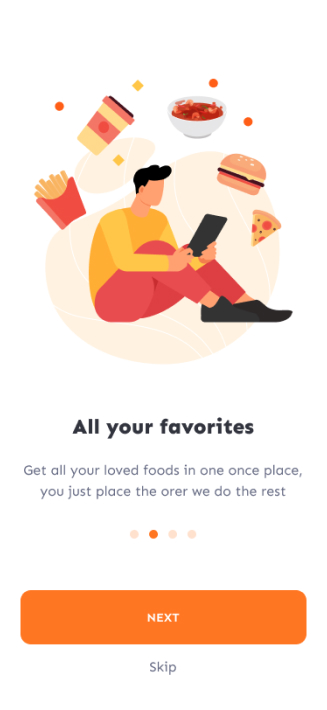 All your favorites
Get all your loved foods in one once place,
you just place the orer we do the rest
NEXT
Skip